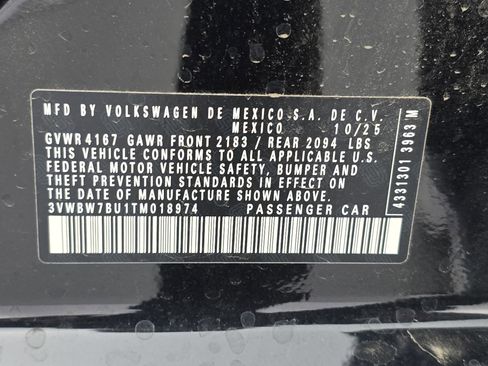 MFD BY VOLKSWAGEN DE MEXICO S.A. DE C.V.
MEXICO 10/25
GVWR 4167 GAWR FRONT 2183 / REAR 2094 LBS
THIS VEHICLE CONFORMS TO ALL APPLICABLE U.S.
FEDERAL MOTOR VEHICLE SAFETY, BUMPER AND
THEFT PREVENTION STANDARDS IN EFFECT ON
THE DATE OF MANUFACTURE SHOWN ABOVE.
3VWBW7BU1TM018974 PASSENGER CAR
4331301 3963 M